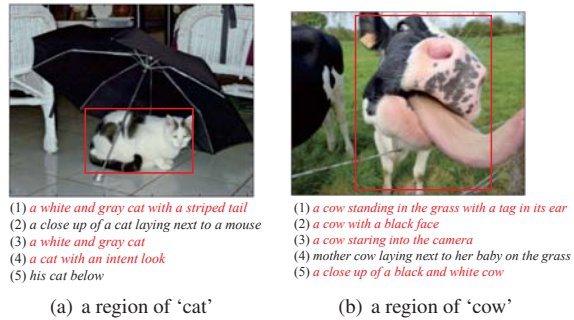 (1) a white and gray cat with a striped tail
(2) a close up of a cat laying next to a mouse
(3) a white and gray cat
(4) a cat with an intent look
(5) his cat below
(a) a region of ‘cat’
(1) a cow standing in the grass with a tag in its ear
(2) a cow with a black face
(3) a cow staring into the camera
(4) mother cow laying next to her baby on the grass
(5) a close up of a black and white cow
(b) a region of ‘cow’